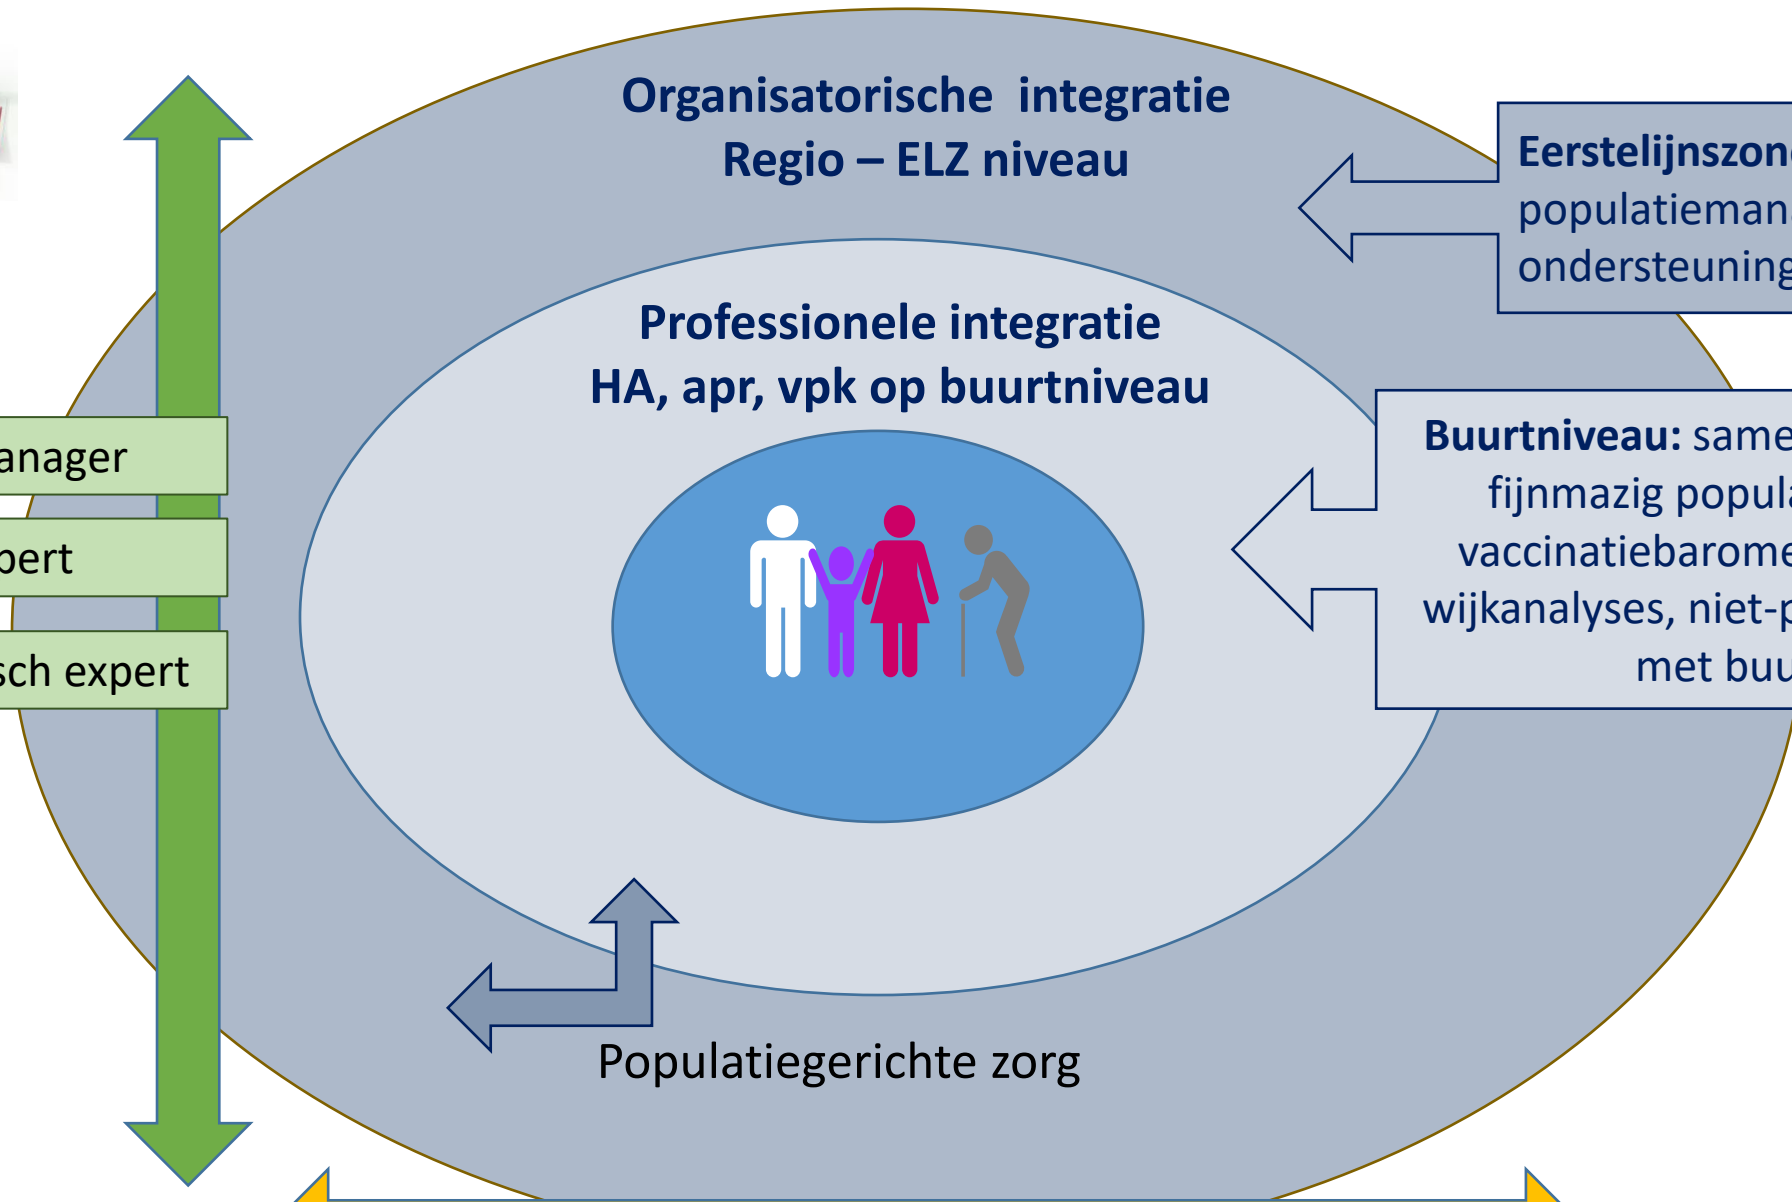 Organisatorische integratie
Regio – ELZ niveau
Professionele integratie
HA, apr, vpk op buurtniveau
populatieman
ondersteuning
Buurtniveau: same
fijnmazig popula
vaccinatiebarome
wijkanalyses, niet-p
met buu
Eerstelijnszon
anager
pert
sch expert
Populatiegerichte zorg